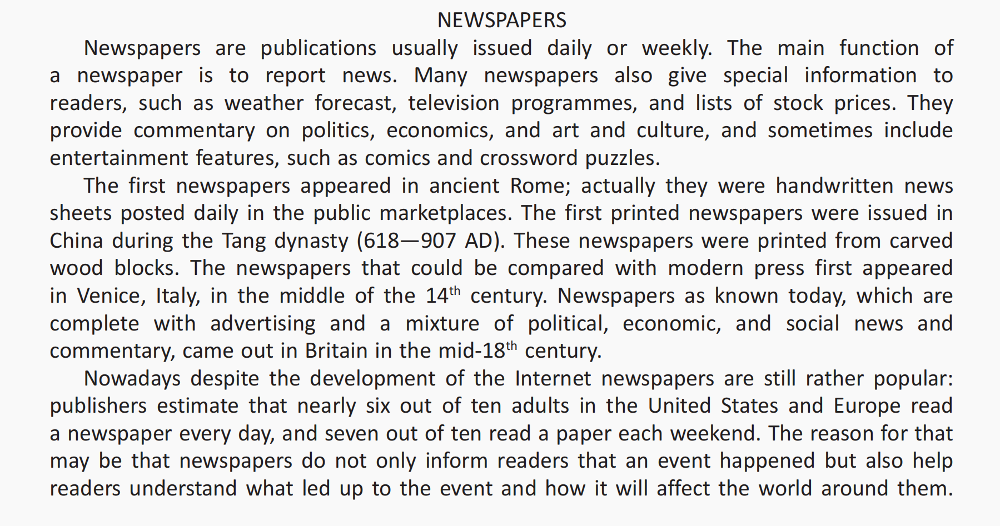 NEWSPAPERS
Newspapers are publications usually issued daily or weekly. The main function of
a newspaper is to report news. Many newspapers also give special information to
readers, such as weather forecast, television programmes, and lists of stock prices. They
provide commentary on politics, economics, and art and culture, and sometimes include
entertainment features, such as comics and crossword puzzles.
The first newspapers appeared in ancient Rome; actually they were handwritten news
sheets posted daily in the public marketplaces. The first printed newspapers were issued in
China during the Tang dynasty (618—907 AD). These newspapers were printed from carved
wood blocks. The newspapers that could be compared with modern press first appeared
in Venice, Italy, in the middle of the 14th century. Newspapers as known today, which are
complete with advertising and a mixture of political, economic, and social news and
commentary, came out in Britain in the mid-18th century.
Nowadays despite the development of the Internet newspapers are still rather popular:
publishers estimate that nearly six out of ten adults in the United States and Europe read
a newspaper every day, and seven out of ten read a paper each weekend. The reason for that
may be that newspapers do not only inform readers that an event happened but also help
readers understand what led up to the event and how it will affect the world around them.